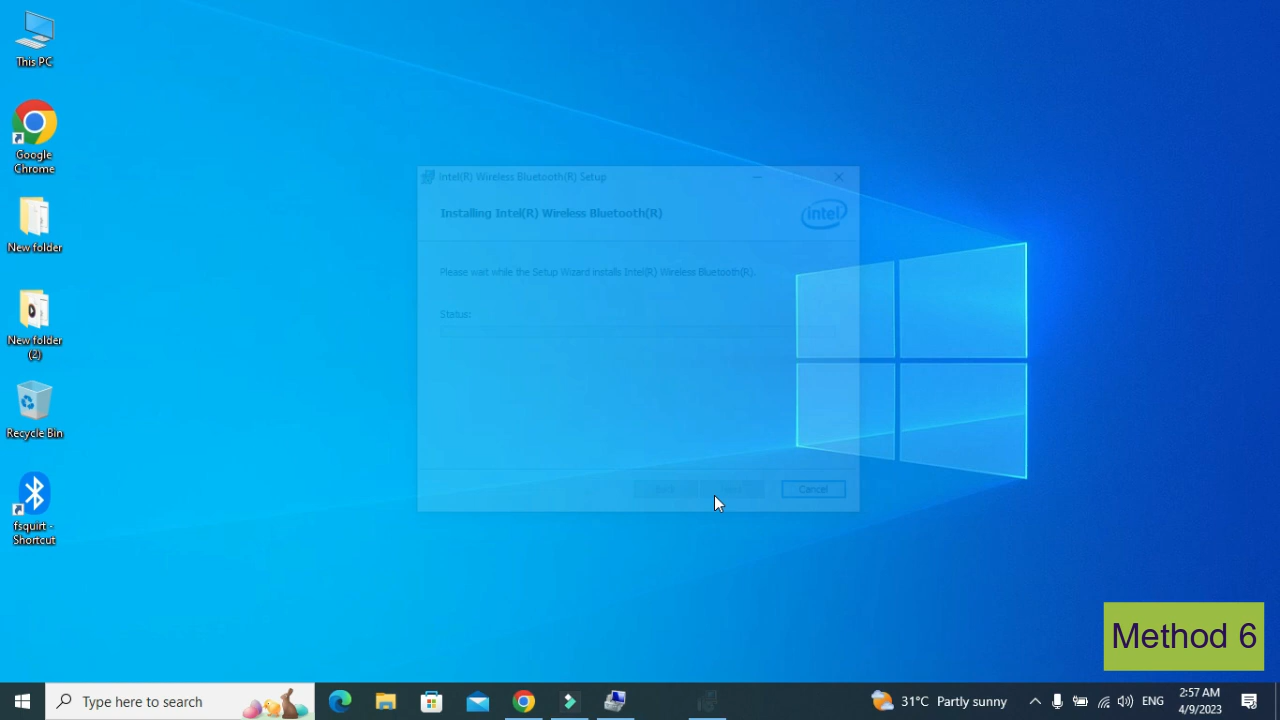 This PC
Google
Chrome
New folder
New folder
(2)
Recycle Bin
fsquirt -
Shortcut
Intel(R) Wireless Bluetooth(R) Setup
Installing Intel(R) Wireless Bluetooth(R)
intel
Please wait while the Setup Wizard installs Intel(R) Wireless Bluetooth(R).
Status:
Cancel
Method 6
Type here to search
31°C Partly sunny
ENG
2:57 AM
4/9/2023